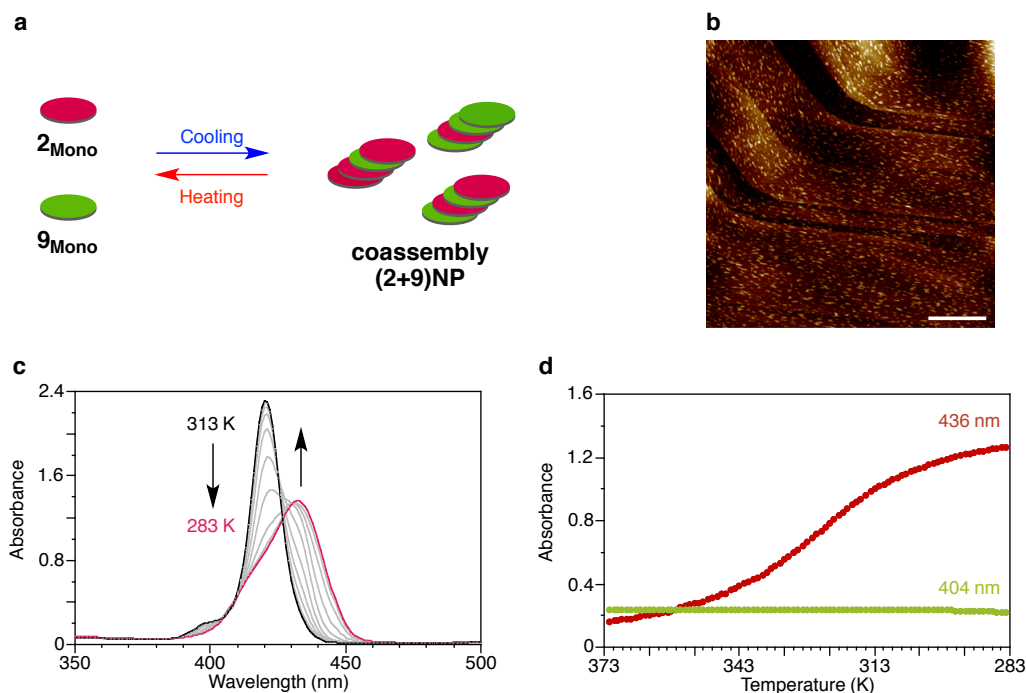 a
2Mono
9Mono
Cooling
Heating
coassembly
(2+9)NP
b
c
2.4
1.6
0.8
0
Absorbance
313 K
283 K
350
400
450
500
Wavelength (nm)
d
1.6
1.2
0.8
0.4
0
Absorbance
436 nm
404 nm
373
343
313
283
Temperature (K)